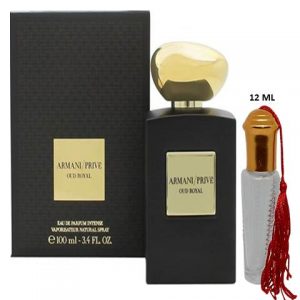 ARMANI/PRIVÉ
OUD ROYAL
EAU DE PARFUM INTENSE
VAPORISATEUR NATURAL SPRAY
℮ 100 ml - 3.4 FL. OZ.
ARMANI/PRIVÉ
OUD ROYAL
12 ML